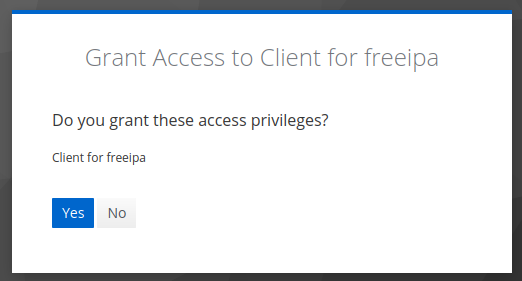 Grant Access to Client for freeipa
Do you grant these access privileges?
Client for freeipa
Yes No